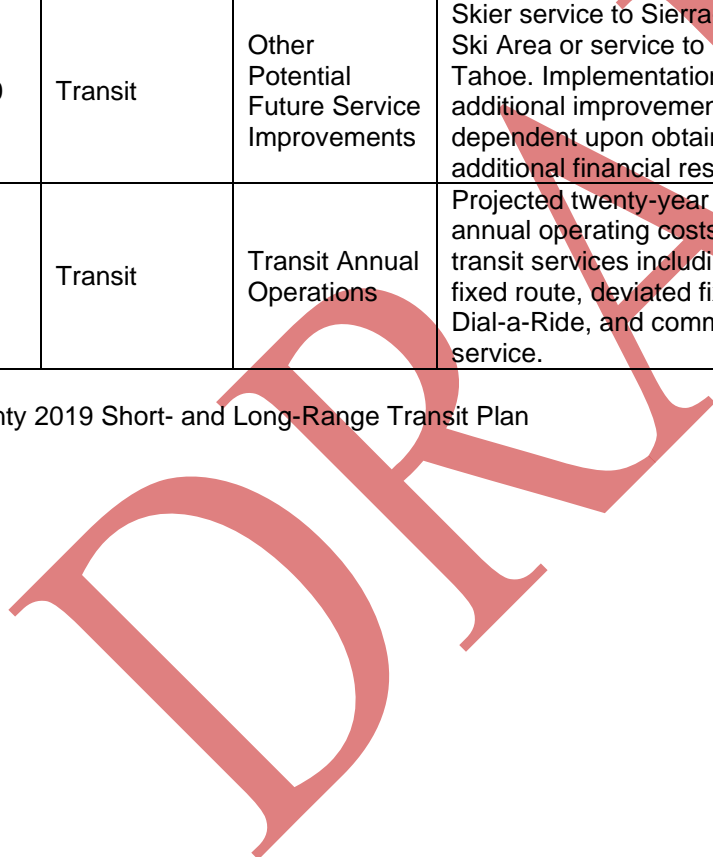 Skier service to Sierra
Ski Area or service to
Tahoe. Implementation
additional improvemen
dependent upon obtai
additional financial res
Transit
Other
Potential
Future Service
Improvements
Projected twenty-year
annual operating costs
transit services includi
fixed route, deviated fi
Dial-a-Ride, and comm
service.
Transit
Transit Annual
Operations
nty 2019 Short- and Long-Range Transit Plan
DRA